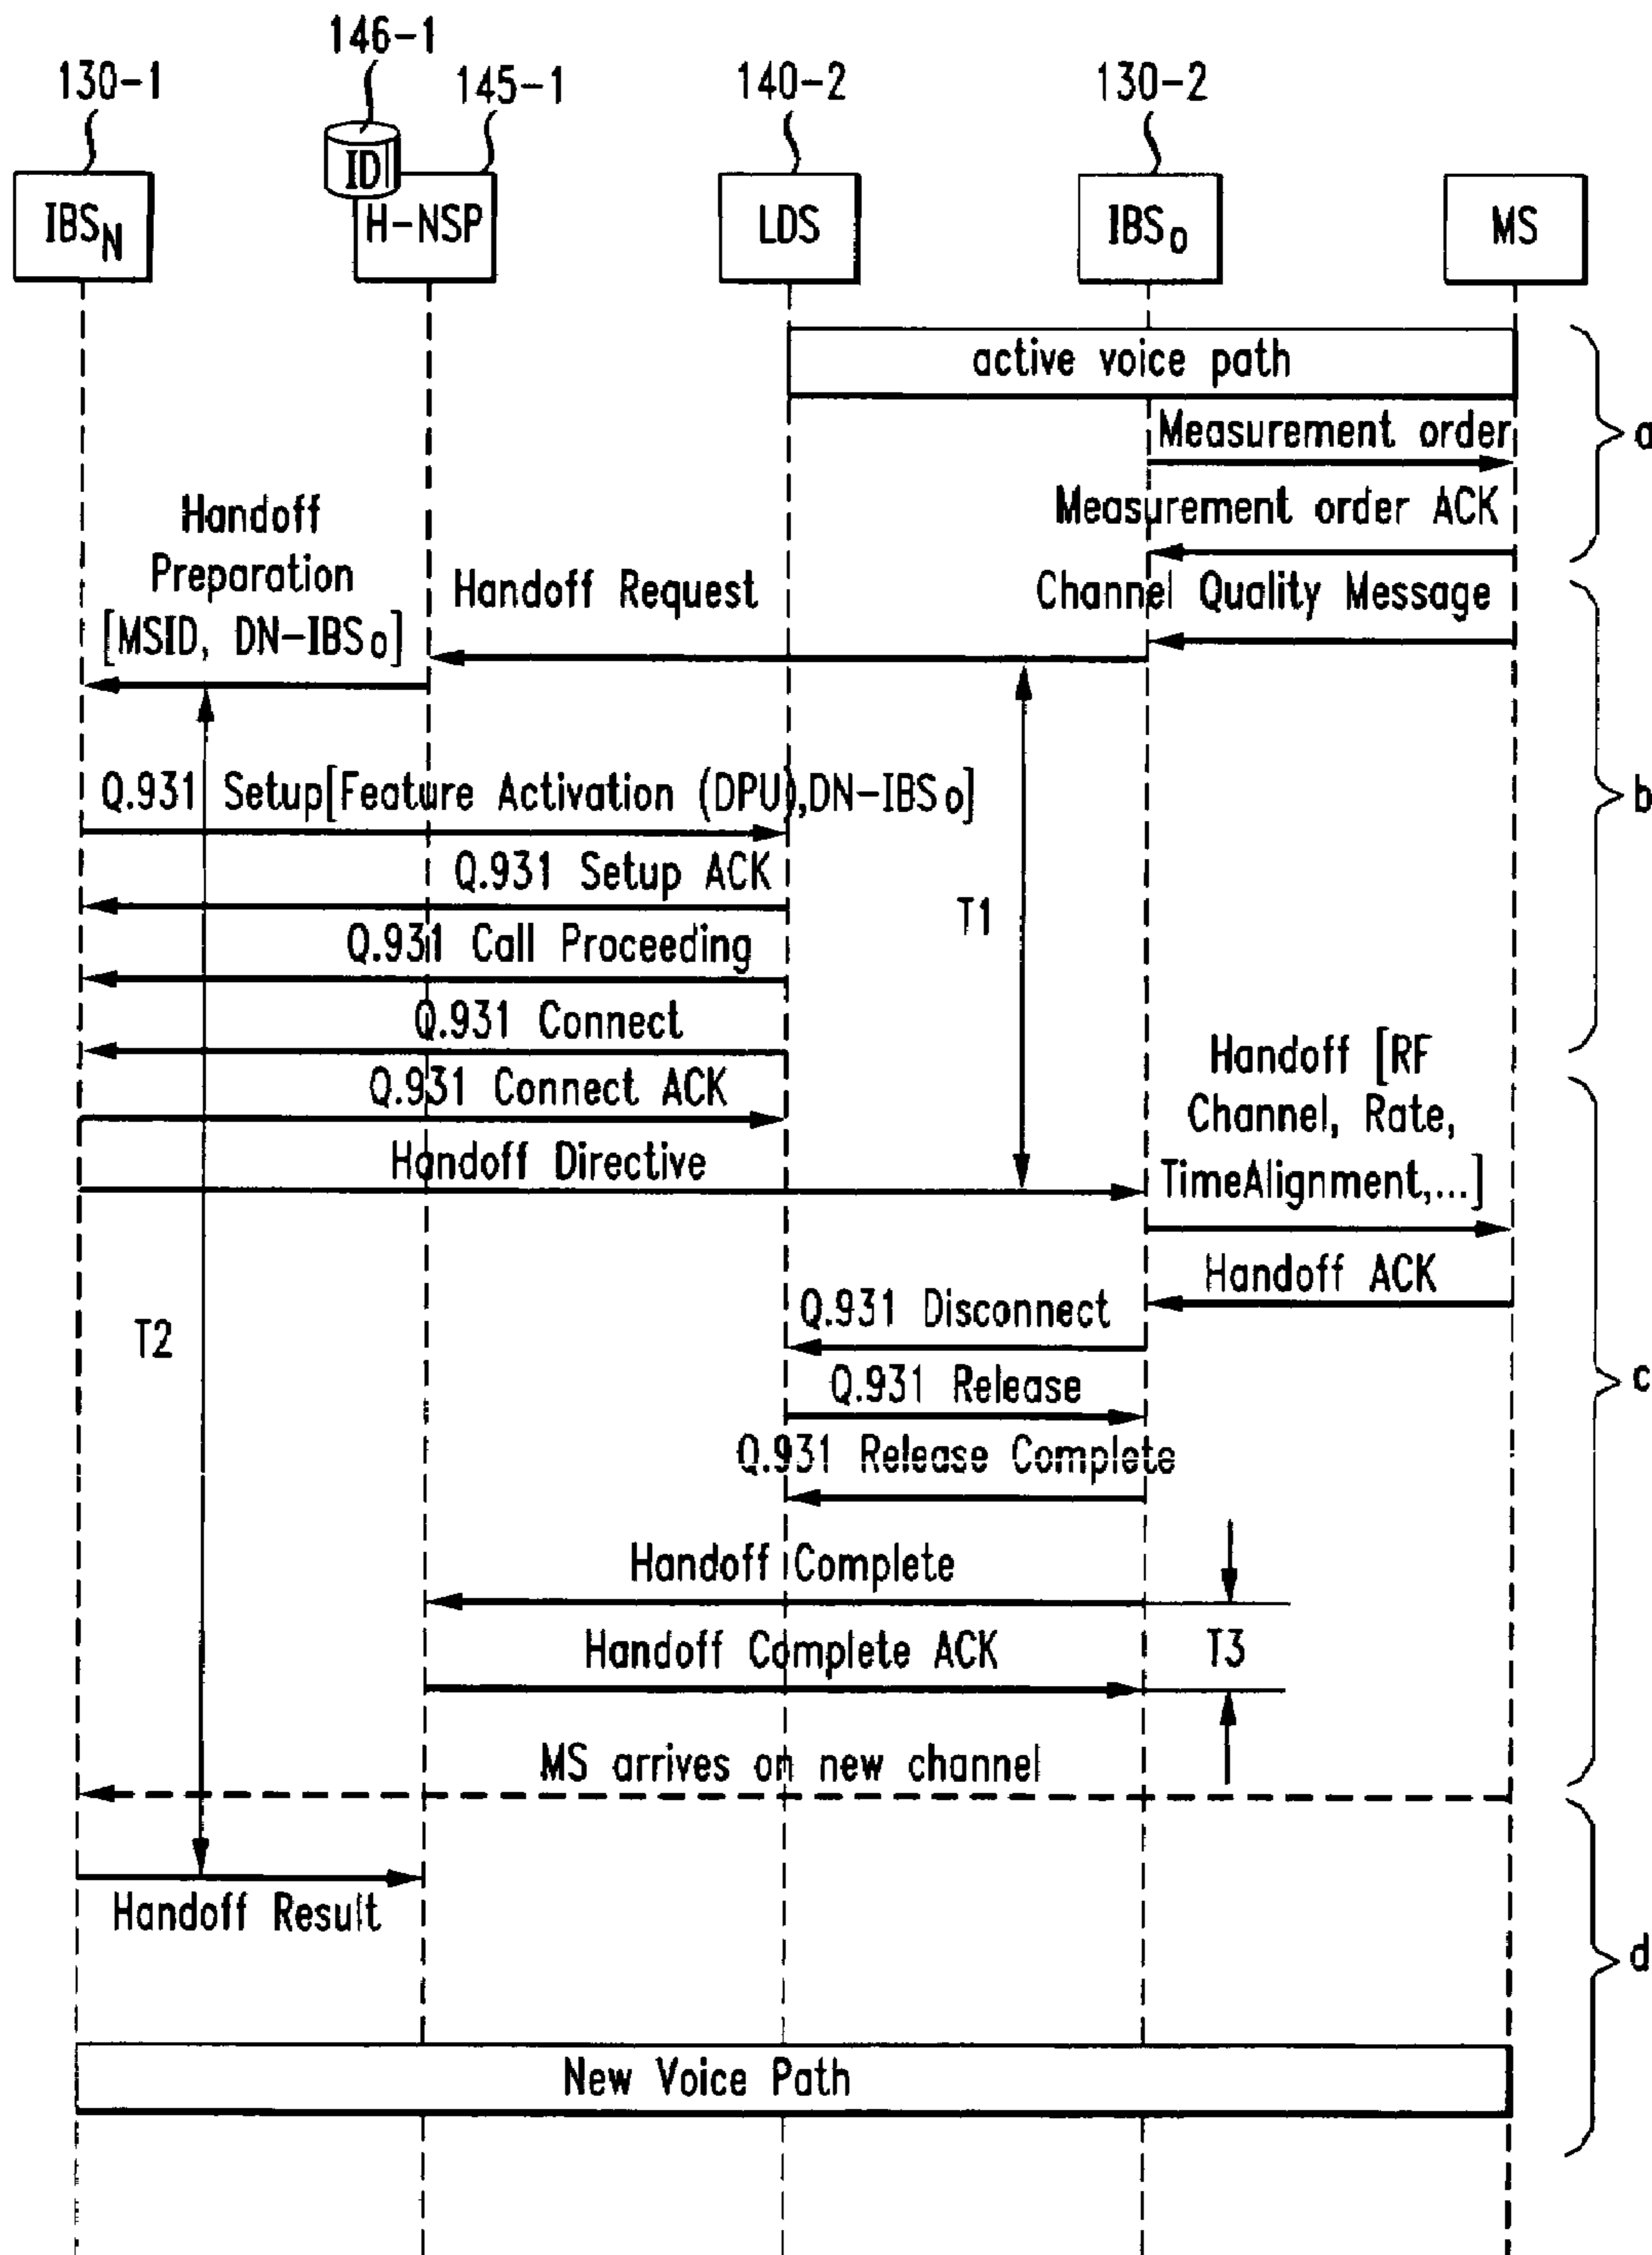 146-1
130-1
145-1
140-2
130-2
ID
IBSN
H-NSP
LDS
IBSO
MS
active voice path
a
Measurement order
Measurement order ACK
Handoff
Preparation
[MSID, DN-IBSO]
Handoff Request
Channel Quality Message
Q.931 Setup[Feature Activation (DPU),DN-IBSO]
b
Q.931 Setup ACK
T1
Q.931 Call Proceeding
Q.931 Connect
Handoff [RF
Channel, Rate,
TimeAlignment,...]
Q.931 Connect ACK
Handoff Directive
Handoff ACK
Q.931 Disconnect
T2
Q.931 Release
c
Q.931 Release Complete
Handoff Complete
Handoff Complete ACK
T3
MS arrives on new channel
Handoff Result
d
New Voice Path